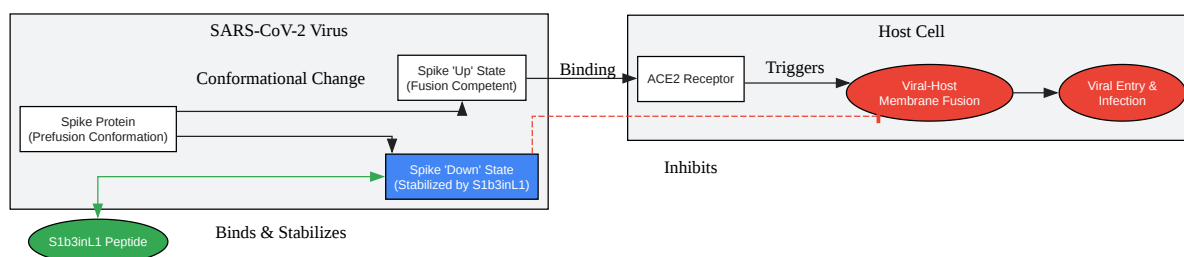 SARS-CoV-2 Virus
Host Cell
Conformational Change
Spike 'Up' State
(Fusion Competent)
Binding
ACE2 Receptor
Triggers
Viral-Host
Membrane Fusion
Viral Entry &
Infection
Spike Protein
(Prefusion Conformation)
Spike 'Down' State
(Stabilized by S1b3inL1)
Inhibits
S1b3inL1 Peptide
Binds & Stabilizes